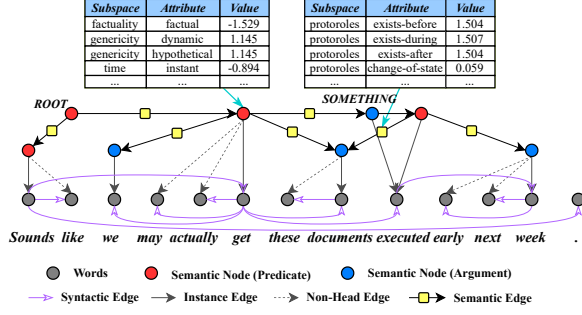 Subspace Attribute Value
factuality factual -1.529
genericity dynamic 1.145
genericity hypothetical 1.145
time instant -0.894
... ... ...
Subspace Attribute Value
protoroles exists-before 1.504
protoroles exists-during 1.507
protoroles exists-after 1.504
protoroles change-of-state 0.059
... ... ...
ROOT
SOMETHING
Sounds like we may actually get these documents executed early next week .
Words Semantic Node (Predicate) Semantic Node (Argument)
Syntactic Edge Instance Edge Non-Head Edge Semantic Edge